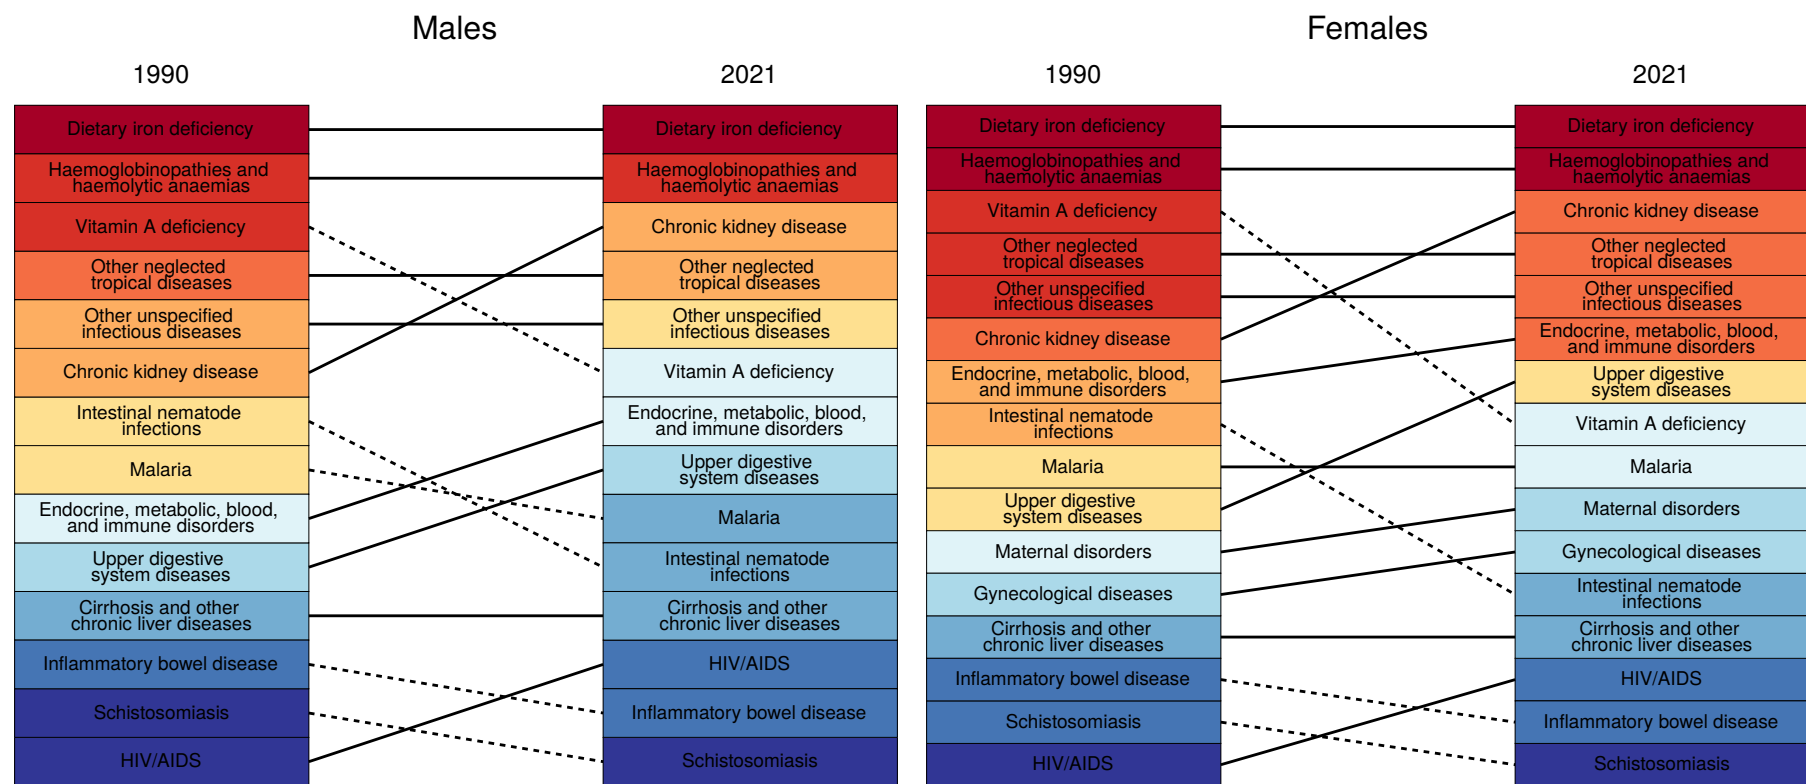 Males
1990
2021
Dietary iron deficiency
Haemoglobinopathies and
haemolytic anaemias
Vitamin A deficiency
Other neglected
tropical diseases
Other unspecified
infectious diseases
Chronic kidney disease
Intestinal nematode
infections
Malaria
Endocrine, metabolic, blood,
and immune disorders
Upper digestive
system diseases
Cirrhosis and other
chronic liver diseases
Inflammatory bowel disease
Schistosomiasis
HIV/AIDS
Dietary iron deficiency
Haemoglobinopathies and
haemolytic anaemias
Chronic kidney disease
Other neglected
tropical diseases
Other unspecified
infectious diseases
Vitamin A deficiency
Endocrine, metabolic, blood,
and immune disorders
Upper digestive
system diseases
Malaria
Intestinal nematode
infections
Cirrhosis and other
chronic liver diseases
HIV/AIDS
Inflammatory bowel disease
Schistosomiasis
Females
1990
2021
Dietary iron deficiency
Haemoglobinopathies and
haemolytic anaemias
Vitamin A deficiency
Other neglected
tropical diseases
Other unspecified
infectious diseases
Chronic kidney disease
Endocrine, metabolic, blood,
and immune disorders
Intestinal nematode
infections
Malaria
Upper digestive
system diseases
Maternal disorders
Gynecological diseases
Cirrhosis and other
chronic liver diseases
Inflammatory bowel disease
Schistosomiasis
HIV/AIDS
Dietary iron deficiency
Haemoglobinopathies and
haemolytic anaemias
Chronic kidney disease
Other neglected
tropical diseases
Other unspecified
infectious diseases
Endocrine, metabolic, blood,
and immune disorders
Upper digestive
system diseases
Vitamin A deficiency
Malaria
Maternal disorders
Gynecological diseases
Intestinal nematode
infections
Cirrhosis and other
chronic liver diseases
HIV/AIDS
Inflammatory bowel disease
Schistosomiasis